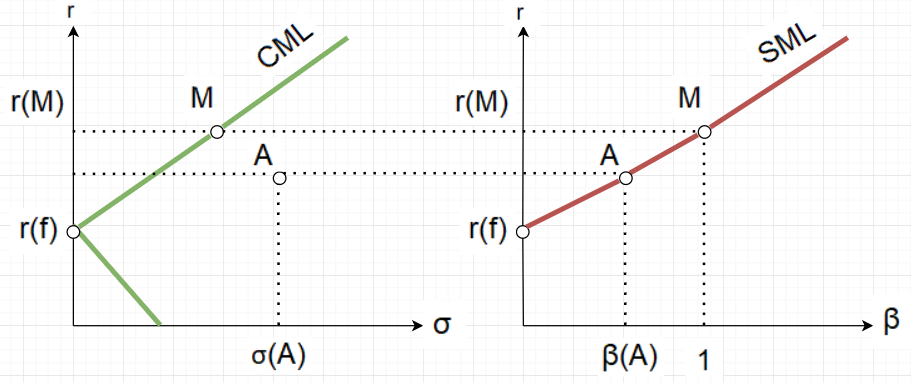 r
CML
r(M)
M
A
r(f)
σ
σ(A)
r
SML
r(M)
M
A
r(f)
β
β(A)
1